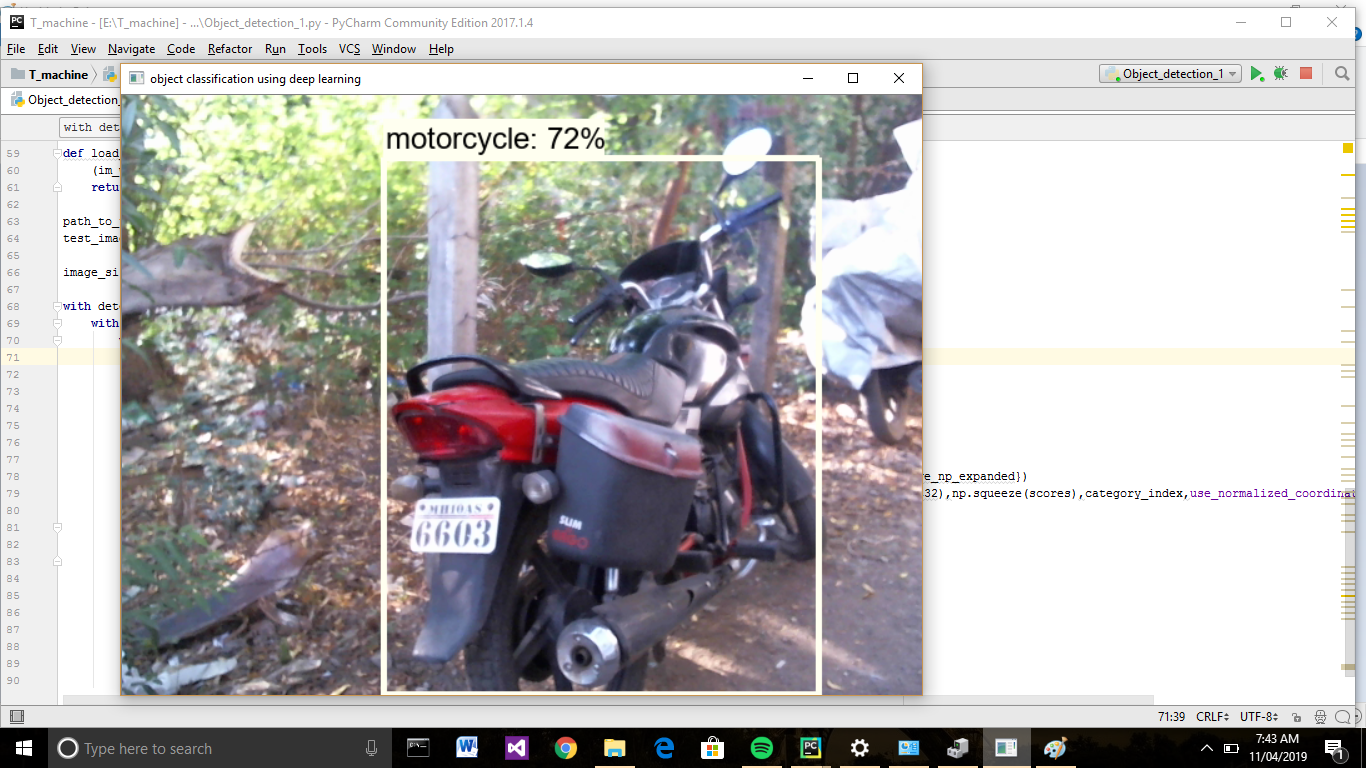 T_machine - [E:\T_machine] - ...\Object_detection_1.py - PyCharm Community Edition 2017.1.4
File Edit View Navigate Code Refactor Run Tools VCS Window Help
T_machine
Object_detection_1
object classification using deep learning
Object_detection_
with det
motorcycle: 72%
59 def load_
60 (im_
61 retu
62
63 path_to_
64 test_ima
65
66 image_si
67
68 with det
69 with
70
71
72
73
74
75
76
77
78 e_np_expanded})
79 32),np.squeeze(scores),category_index,use_normalized_coordina
80
81
82
83
84
85
86
87
88
89
90
MH10AS
6603
SLIM
71:39 CRLF UTF-8
Type here to search
7:43 AM
11/04/2019
1